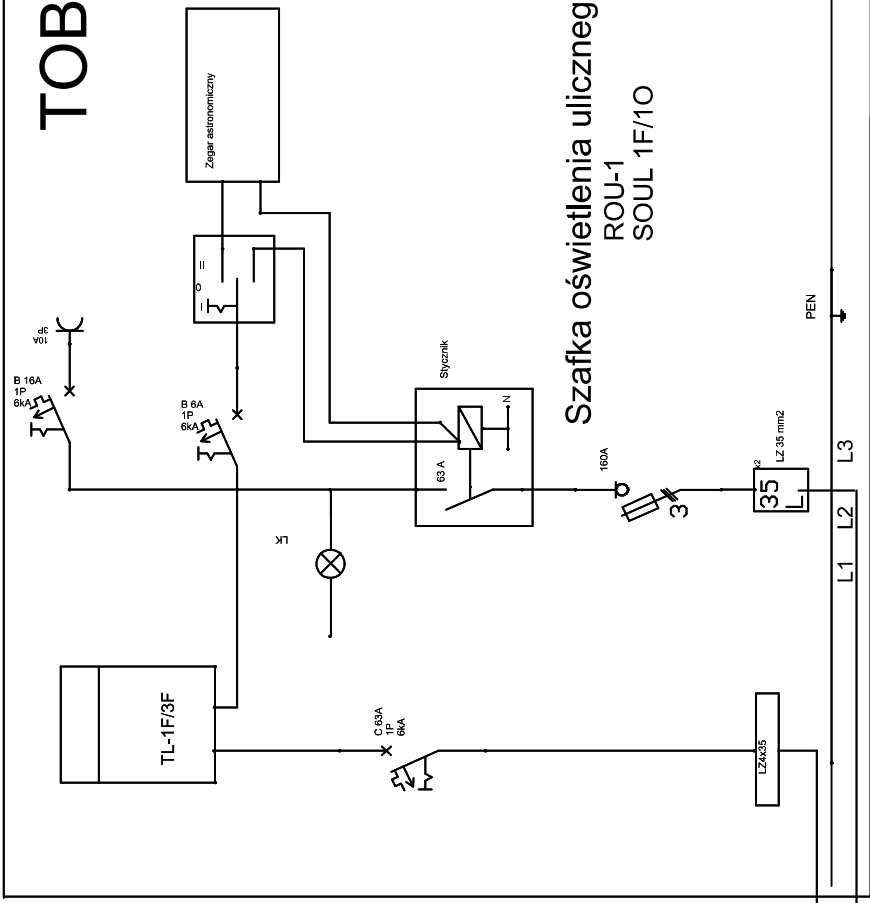 TOB
Zegar astronomiczny
10A
3P
I
0
II
B 16A
1P
6kA
B 6A
1P
6kA
Stycznik
63 A
N
Szafka oświetlenia uliczneg
ROU-1
SOUL 1F/1O
160A
3
x2
35
L
LZ 35 mm2
PEN
LK
L1
L2
L3
TL-1F/3F
C 63A
1P
6kA
LZ4x35